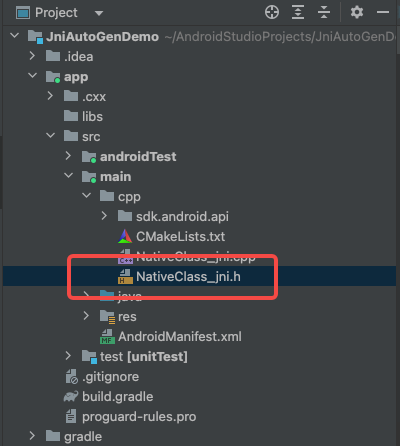 Project
JniAutoGenDemo ~/AndroidStudioProjects/JniAutoGenD
.idea
app
.cxx
libs
src
androidTest
main
cpp
sdk.android.api
CMakeLists.txt
NativeClass_jni.cpp
NativeClass_jni.h
java
res
AndroidManifest.xml
test [unitTest]
.gitignore
build.gradle
proguard-rules.pro
gradle